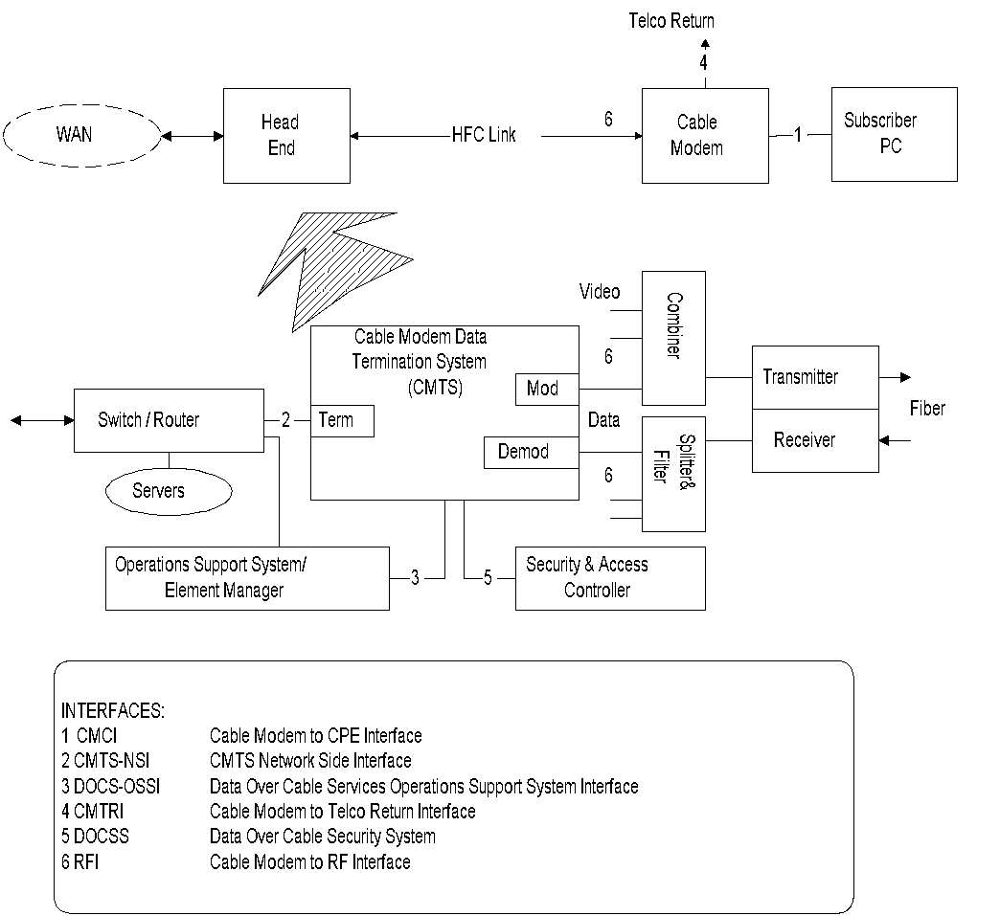 Telco Return
4
WAN
Head
End
HFC Link
6
Cable
Modem
1
Subscriber
PC
Video
Combiner
Cable Modem Data
Termination System
(CMTS)
6
Mod
Transmitter
Fiber
Switch / Router
2
Term
Data
Demod
Splitter&
Filter
Receiver
6
Servers
Operations Support System/
Element Manager
3
5
Security & Access
Controller
INTERFACES:
1 CMCI Cable Modem to CPE Interface
2 CMTS-NSI CMTS Network Side Interface
3 DOCS-OSSI Data Over Cable Services Operations Support System Interface
4 CMTRI Cable Modem to Telco Return Interface
5 DOCSS Data Over Cable Security System
6 RFI Cable Modem to RF Interface